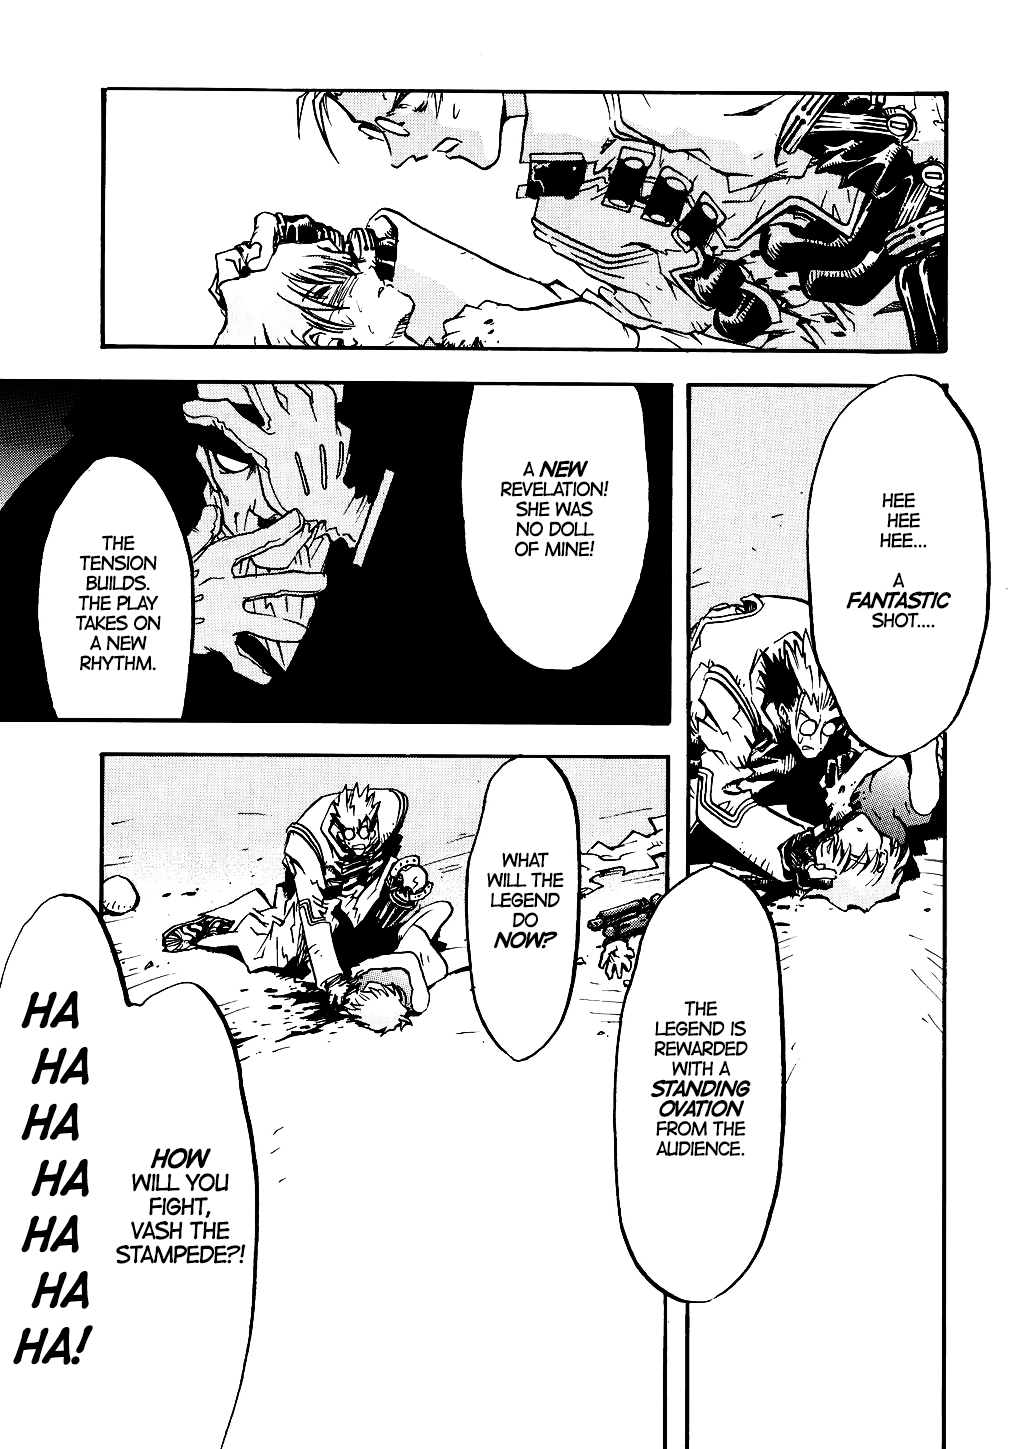 HEE
HEE
HEE...
A
FANTASTIC
SHOT....
THE
LEGEND IS
REWARDED
WITH A
STANDING
OVATION
FROM THE
AUDIENCE.
A NEW
REVELATION!
SHE WAS
NO DOLL
OF MINE!
THE
TENSION
BUILDS.
THE PLAY
TAKES ON
A NEW
RHYTHM.
WHAT
WILL THE
LEGEND
DO
NOW?
HOW
WILL YOU
FIGHT,
VASH THE
STAMPEDE?!
HA
HA
HA
HA
HA
HA
HA!